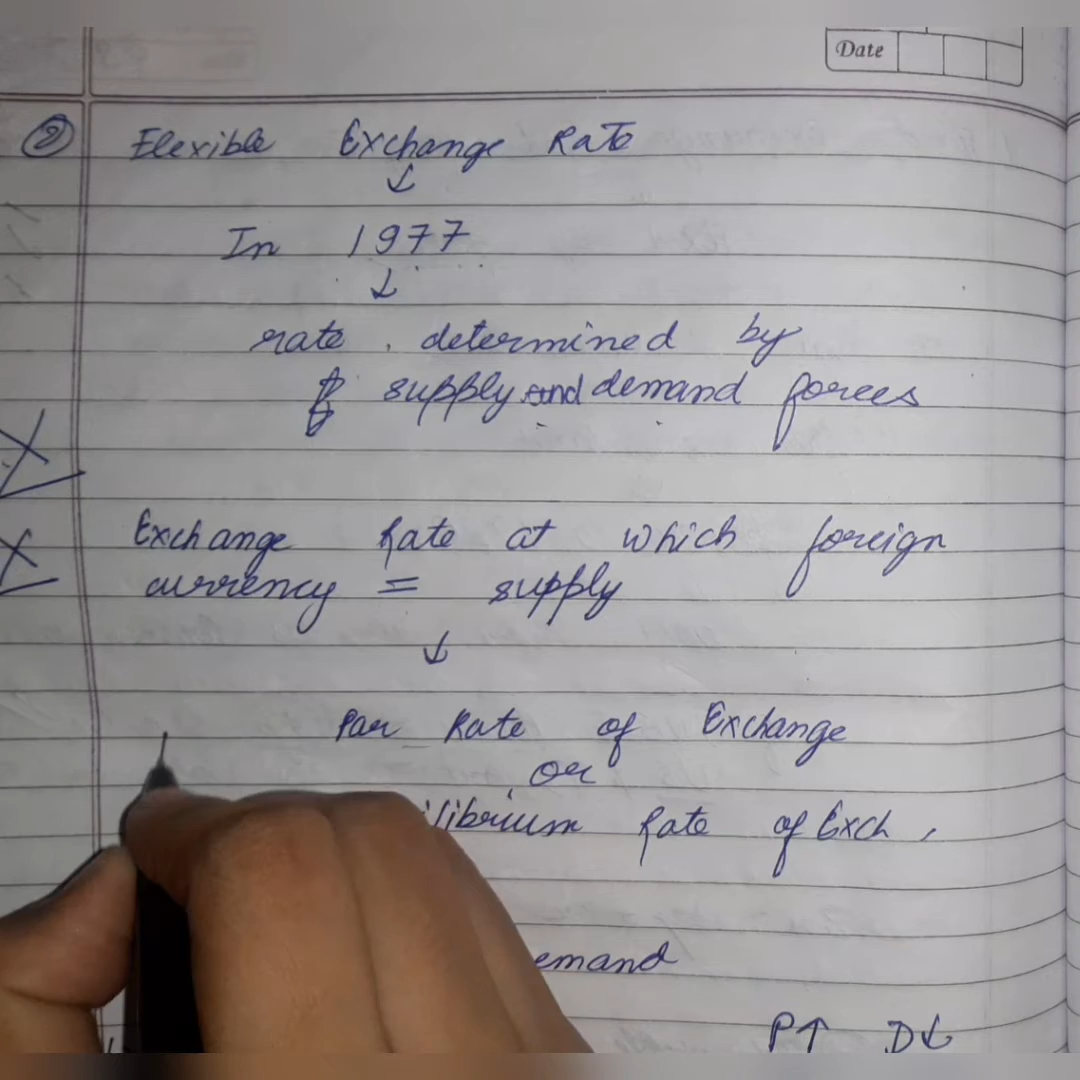 Date
② Flexible Exchange Rate
↓
In 1977
↓
rate. determined by
supply and demand forces
Exchange Rate at which foreign
currency = supply
↓
Par Rate of Exchange
or
ilibrium Rate of Exch,
emand
P↑ D↓